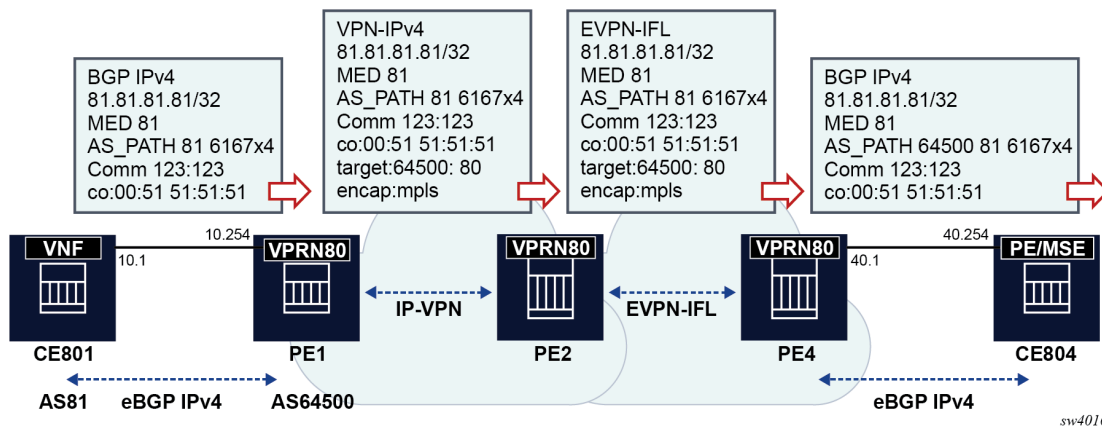 BGP IPv4
81.81.81.81/32
MED 81
AS_PATH 81 6167x4
Comm 123:123
co:00:51 51:51:51
VPN-IPv4
81.81.81.81/32
MED 81
AS_PATH 81 6167x4
Comm 123:123
co:00:51 51:51:51
target:64500: 80
encap:mpls
EVPN-IFL
81.81.81.81/32
MED 81
AS_PATH 81 6167x4
Comm 123:123
co:00:51 51:51:51
target:64500: 80
encap:mpls
BGP IPv4
81.81.81.81/32
MED 81
AS_PATH 64500 81 6167x4
Comm 123:123
co:00:51 51:51:51
VNF
10.1
10.254
VPRN80
IP-VPN
VPRN80
EVPN-IFL
VPRN80
40.1
40.254
PE/MSE
CE801
PE1
PE2
PE4
CE804
AS81
eBGP IPv4
AS64500
eBGP IPv4